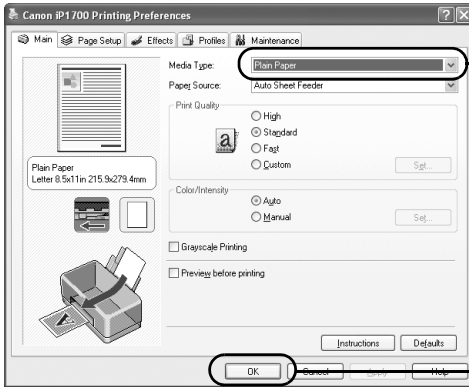 Canon iP1700 Printing Preferences
Main Page Setup Effects Profiles Maintenance
Media Type: Plain Paper
Paper Source: Auto Sheet Feeder
Print Quality
High
Standard
Fast
Custom Set...
Plain Paper
Letter 8.5x11in 215.9x279.4mm
Color/Intensity
Auto
Manual Set...
Grayscale Printing
Preview before printing
Instructions Defaults
OK Cancel Apply Help